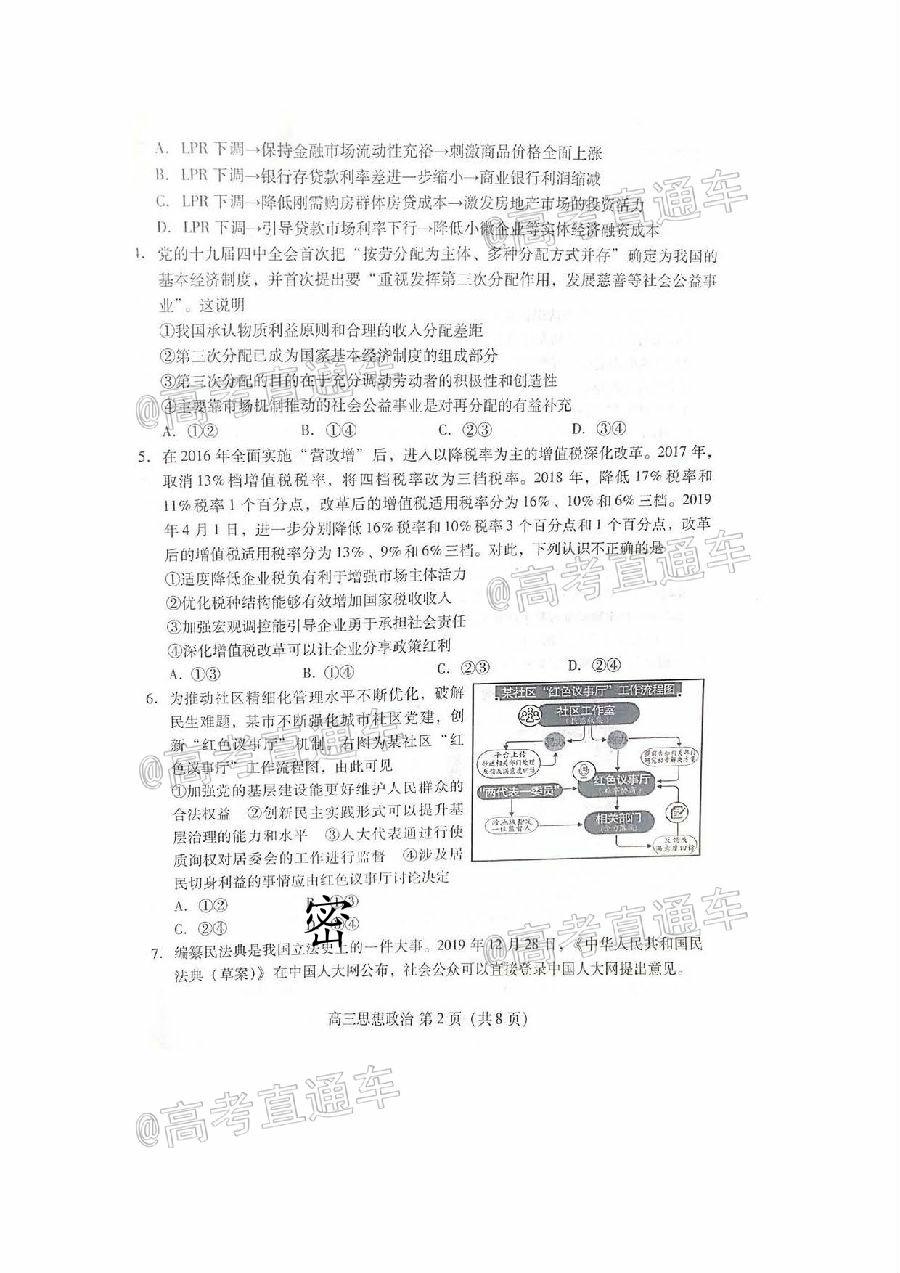 A. LPR 下调→保持金融市场流动性充裕→刺激商品价格全面上涨
B. LPR 下调→银行存贷款利率差进一步缩小→商业银行利润缩减
C. LPR 下调→降低刚需购房群体房贷成本→激发房地产市场的投资活力
D. LPR 下调→引导贷款市场利率下行→降低小微企业等实体经济融资成本
4. 党的十九届四中全会首次把“按劳分配为主体、多种分配方式并存”确定为我国的
基本经济制度，并首次提出要“重视发挥第三次分配作用，发展慈善等社会公益事
业”。这说明
①我国承认物质利益原则和合理的收入分配差距
②第三次分配已成为国家基本经济制度的组成部分
③第三次分配的目的在于充分调动劳动者的积极性和创造性
④主要靠市场机制推动的社会公益事业是对再分配的有益补充
A. ①② B. ①④ C. ②③ D. ③④
5. 在2016年全面实施“营改增”后，进入以降税率为主的增值税深化改革。2017年，
取消13%档增值税税率，将四档税率改为三档税率。2018年，降低17%税率和
11%税率1个百分点，改革后的增值税适用税率分为16%、10%和6%三档。2019
年4月1日，进一步分别降低16%税率和10%税率3个百分点和1个百分点，改革
后的增值税适用税率分为13%、9%和6%三档。对此，下列认识不正确的是
①适度降低企业税负有利于增强市场主体活力
②优化税种结构能够有效增加国家税收收入
③加强宏观调控能引导企业勇于承担社会责任
④深化增值税改革可以让企业分享政策红利
A. ①③ B. ①④ C. ②③ D. ②④
6. 为推动社区精细化管理水平不断优化，破解
民生难题，某市不断强化城市社区党建，创
新“红色议事厅”机制。右图为某社区“红
色议事厅”工作流程图，由此可见
①加强党的基层建设能更好维护人民群众的
合法权益 ②创新民主实践形式可以提升基
层治理的能力和水平 ③人大代表通过行使
质询权对居委会的工作进行监督 ④涉及居
民切身利益的事情应由红色议事厅讨论决定
A. ①②
C. ②④
密
某社区“红色议事厅”工作流程图
社区工作室
红色议事厅
“两代表一委员”
相关部门
7. 编纂民法典是我国立法史上的一件大事。2019年12月28日，《中华人民共和国民
法典（草案）》在中国人大网公布，社会公众可以直接登录中国人大网提出意见。
高三思想政治 第2页（共8页）
@高考直通车
@高考直通车
@高考直通车
@高考直通车
@高考直通车
@高考直通车
@高考直通车